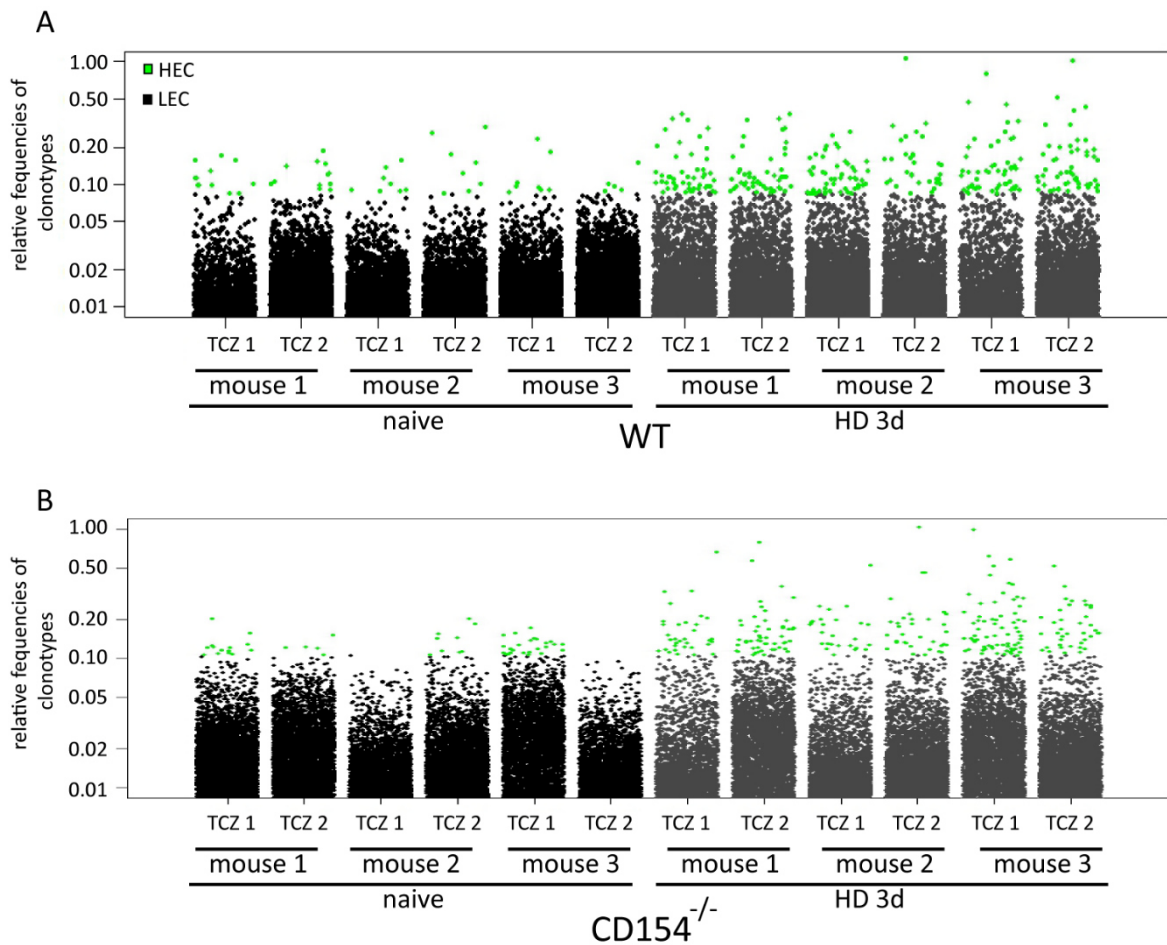 A
relative fequencies of
clonotypes
1.00
0.50
0.20
0.10
0.05
0.02
0.01
HEC
LEC
TCZ 1 TCZ 2 TCZ 1 TCZ 2 TCZ 1 TCZ 2 TCZ 1 TCZ 2 TCZ 1 TCZ 2 TCZ 1 TCZ 2
mouse 1 mouse 2 mouse 3 mouse 1 mouse 2 mouse 3
naive HD 3d
WT
B
relative fequencies of
clonotypes
1.00
0.50
0.20
0.10
0.05
0.02
0.01
TCZ 1 TCZ 2 TCZ 1 TCZ 2 TCZ 1 TCZ 2 TCZ 1 TCZ 2 TCZ 1 TCZ 2 TCZ 1 TCZ 2
mouse 1 mouse 2 mouse 3 mouse 1 mouse 2 mouse 3
naive HD 3d
CD154-/-